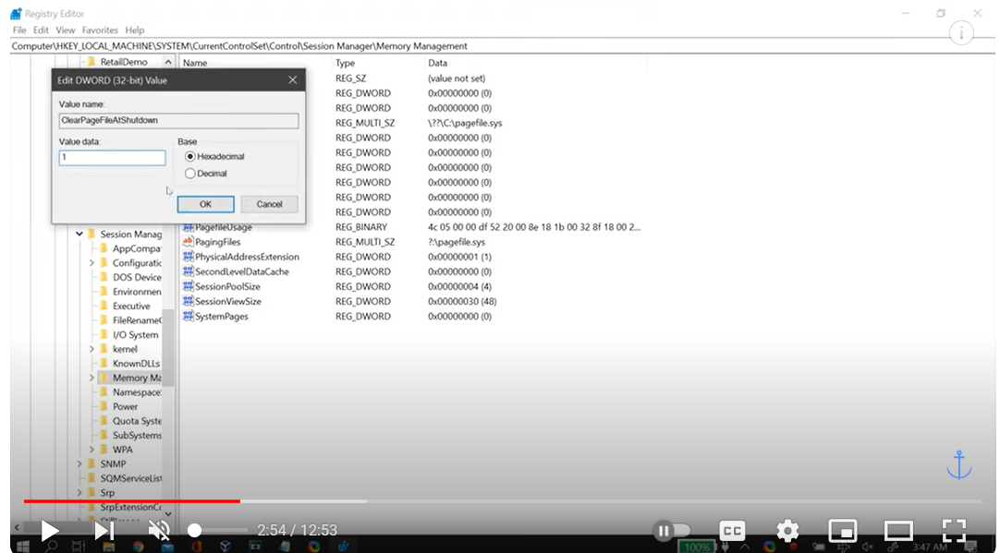 Registry Editor
File Edit View Favorites Help
Computer\HKEY_LOCAL_MACHINE\SYSTEM\CurrentControlSet\Control\Session Manager\Memory Management
RetailDemo
Name Type Data
REG_SZ (value not set)
REG_DWORD 0x00000000 (0)
REG_DWORD 0x00000000 (0)
REG_MULTI_SZ \??\C:\pagefile.sys
REG_DWORD 0x00000000 (0)
REG_DWORD 0x00000000 (0)
REG_DWORD 0x00000000 (0)
REG_DWORD 0x00000000 (0)
REG_DWORD 0x00000000 (0)
REG_DWORD 0x00000000 (0)
Edit DWORD (32-bit) Value
Value name:
ClearPageFileAtShutdown
Value data:
1
Base
Hexadecimal
Decimal
OK Cancel
PagefileUsage REG_BINARY 4c 05 00 00 df 52 20 00 8e 18 1b 00 32 8f 18 00 2...
PagingFiles REG_MULTI_SZ ?:\pagefile.sys
PhysicalAddressExtension REG_DWORD 0x00000001 (1)
SecondLevelDataCache REG_DWORD 0x00000000 (0)
SessionPoolSize REG_DWORD 0x00000004 (4)
SessionViewSize REG_DWORD 0x00000030 (48)
SystemPages REG_DWORD 0x00000000 (0)
Session Manag
AppCompa
Configuratic
DOS Device
Environmen
Executive
FileRename
I/O System
kernel
KnownDLLs
Memory Ma
Namespace
Power
Quota Syste
SubSystems
WPA
SNMP
SQMServiceList
Srp
SrpExtensionCo
2:54 / 12:53
CC
100%
3:47 AM